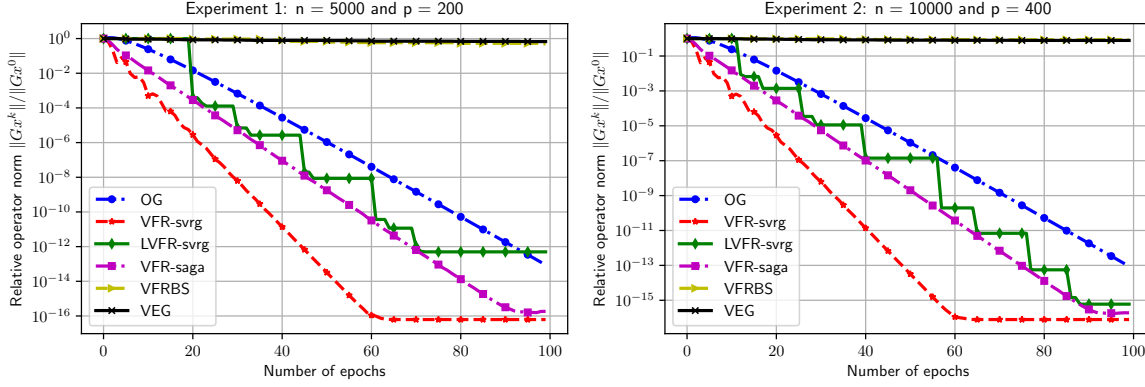 Experiment 1: n = 5000 and p = 200
Relative operator norm ||Gx^k||/||Gx^0||
10^0
10^−2
10^−4
10^−6
10^−8
10^−10
10^−12
10^−14
10^−16
OG
VFR-svrg
LVFR-svrg
VFR-saga
VFRBS
VEG
0 20 40 60 80 100
Number of epochs
Experiment 2: n = 10000 and p = 400
Relative operator norm ||Gx^k||/||Gx^0||
10^−1
10^−3
10^−5
10^−7
10^−9
10^−11
10^−13
10^−15
OG
VFR-svrg
LVFR-svrg
VFR-saga
VFRBS
VEG
0 20 40 60 80 100
Number of epochs